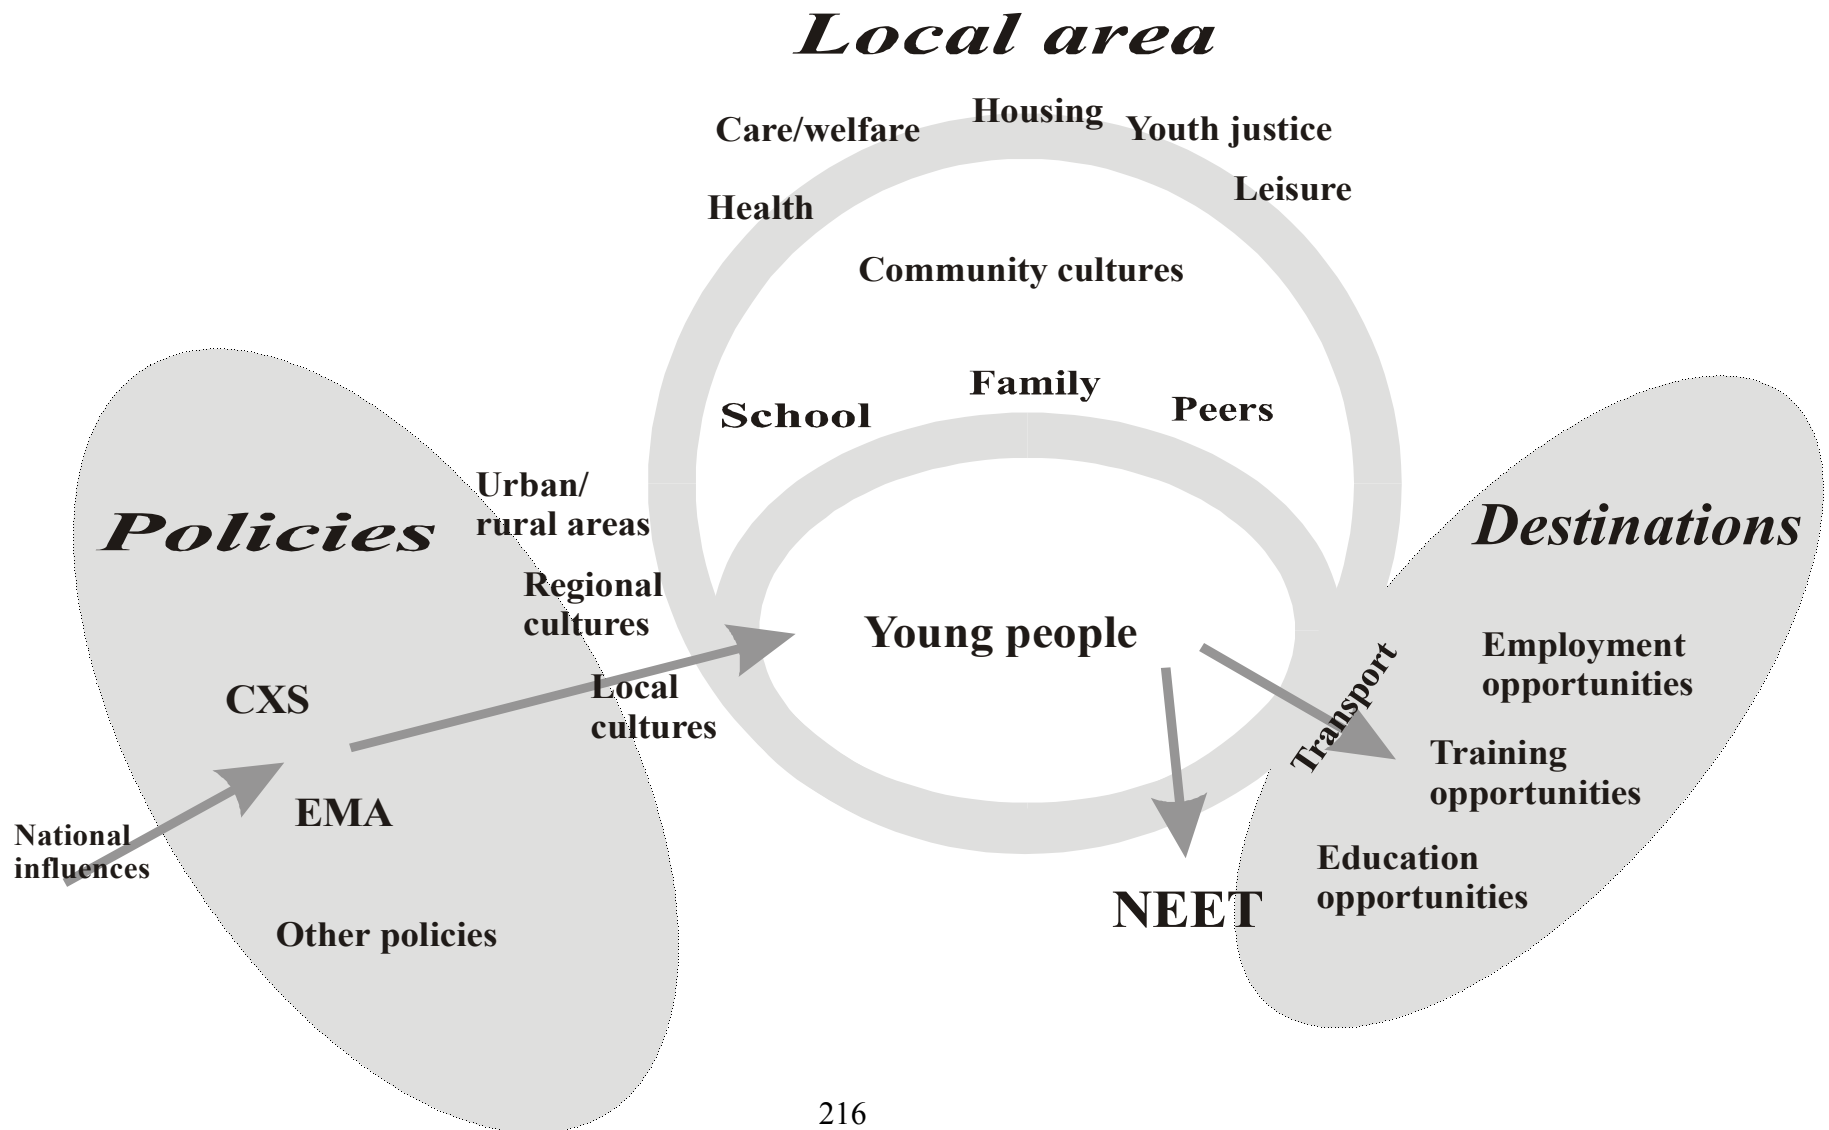 Local area
Housing
Care/welfare
Youth justice
Leisure
Health
Community cultures
Family
School
Peers
Urban/
rural areas
Policies
Destinations
Regional
cultures
Young people
Employment
opportunities
CXS
Local
cultures
Transport
Training
opportunities
EMA
National
influences
Education
opportunities
NEET
Other policies
216